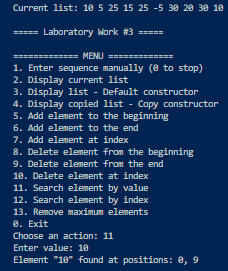 Current list: 10 5 25 15 25 -5 30 20 30 10
===== Laboratory Work #3 =====
============= MENU =============
1. Enter sequence manually (0 to stop)
2. Display current list
3. Display list - Default constructor
4. Display copied list - Copy constructor
5. Add element to the beginning
6. Add element to the end
7. Add element at index
8. Delete element from the beginning
9. Delete element from the end
10. Delete element at index
11. Search element by value
12. Search element by index
13. Remove maximum elements
0. Exit
Choose an action: 11
Enter value: 10
Element "10" found at positions: 0, 9